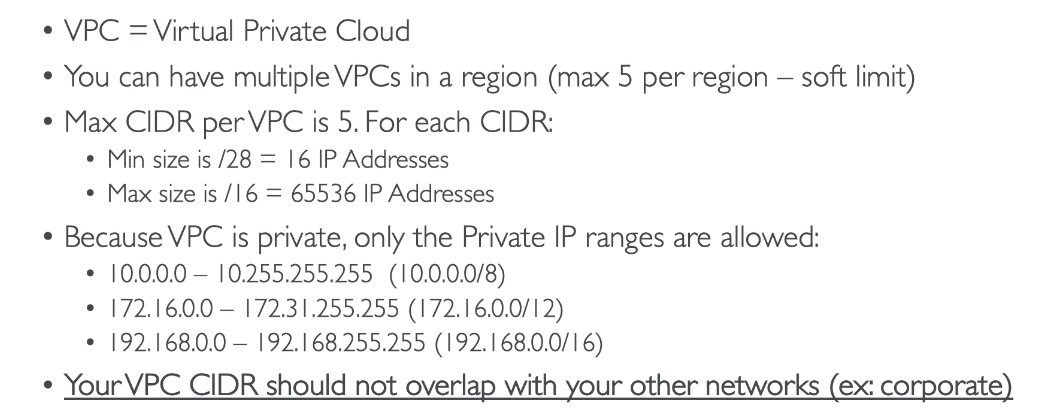 • VPC = Virtual Private Cloud
• You can have multiple VPCs in a region (max 5 per region – soft limit)
• Max CIDR per VPC is 5. For each CIDR:
• Min size is /28 = 16 IP Addresses
• Max size is /16 = 65536 IP Addresses
• Because VPC is private, only the Private IP ranges are allowed:
• 10.0.0.0 – 10.255.255.255 (10.0.0.0/8)
• 172.16.0.0 – 172.31.255.255 (172.16.0.0/12)
• 192.168.0.0 – 192.168.255.255 (192.168.0.0/16)
• Your VPC CIDR should not overlap with your other networks (ex: corporate)